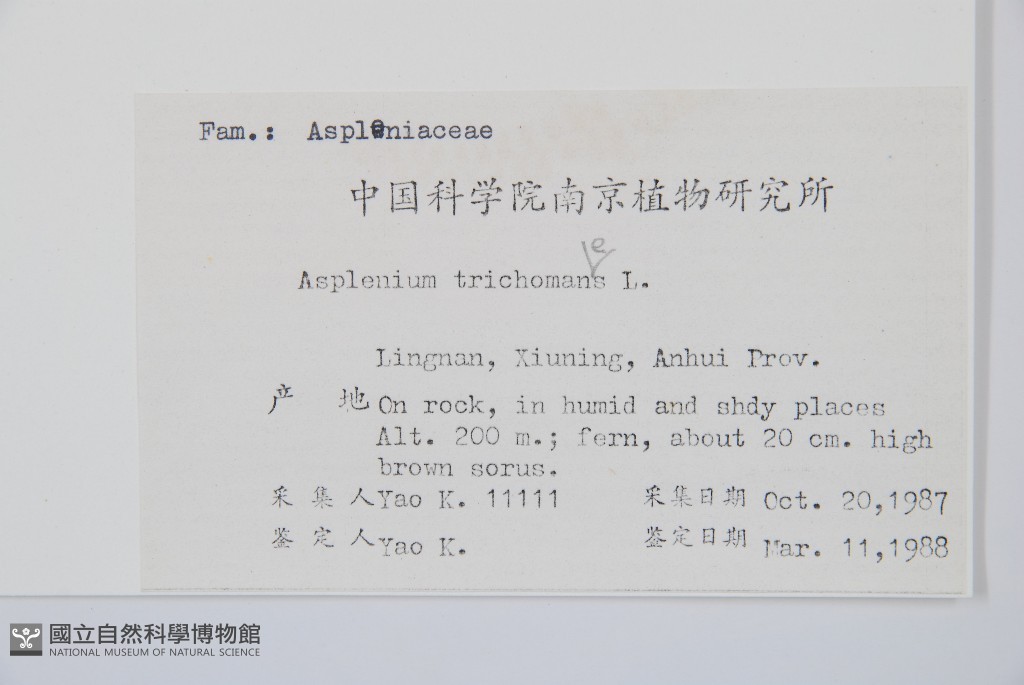 Fam.: Aspleniaceae
中国科学院南京植物研究所
e
Asplenium trichomans L.
Lingnan, Xiuning, Anhui Prov.
产 地 On rock, in humid and shdy places
Alt. 200 m.; fern, about 20 cm. high
brown sorus.
采 集 人 Yao K. 11111 采集日期 Oct. 20,1987
鉴 定 人 Yao K. 鉴定日期 Mar. 11,1988
國立自然科學博物館
NATIONAL MUSEUM OF NATURAL SCIENCE